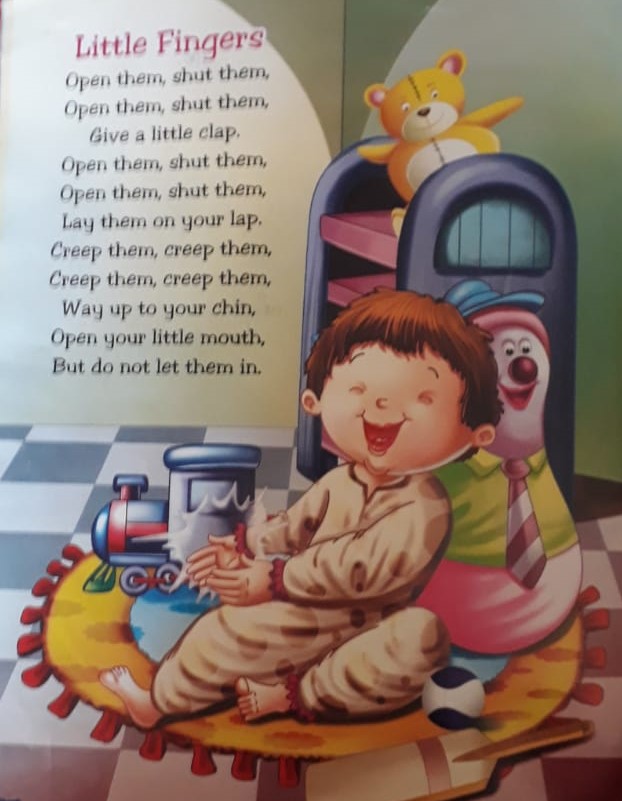 Little Fingers
Open them, shut them,
Open them, shut them,
Give a little clap.
Open them, shut them,
Open them, shut them,
Lay them on your lap.
Creep them, creep them,
Creep them, creep them,
Way up to your chin,
Open your little mouth,
But do not let them in.